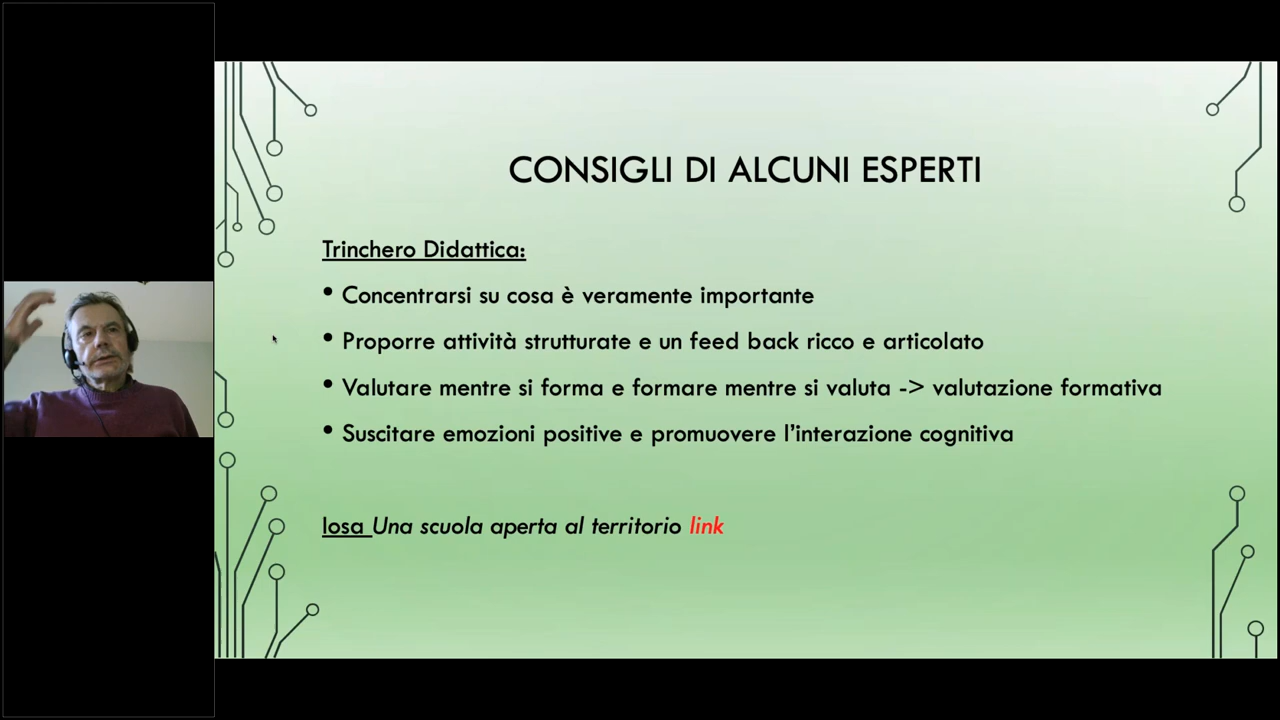 CONSIGLI DI ALCUNI ESPERTI
Trinchero Didattica:
• Concentrarsi su cosa è veramente importante
• Proporre attività strutturate e un feed back ricco e articolato
• Valutare mentre si forma e formare mentre si valuta -> valutazione formativa
• Suscitare emozioni positive e promuovere l’interazione cognitiva
Iosa Una scuola aperta al territorio link